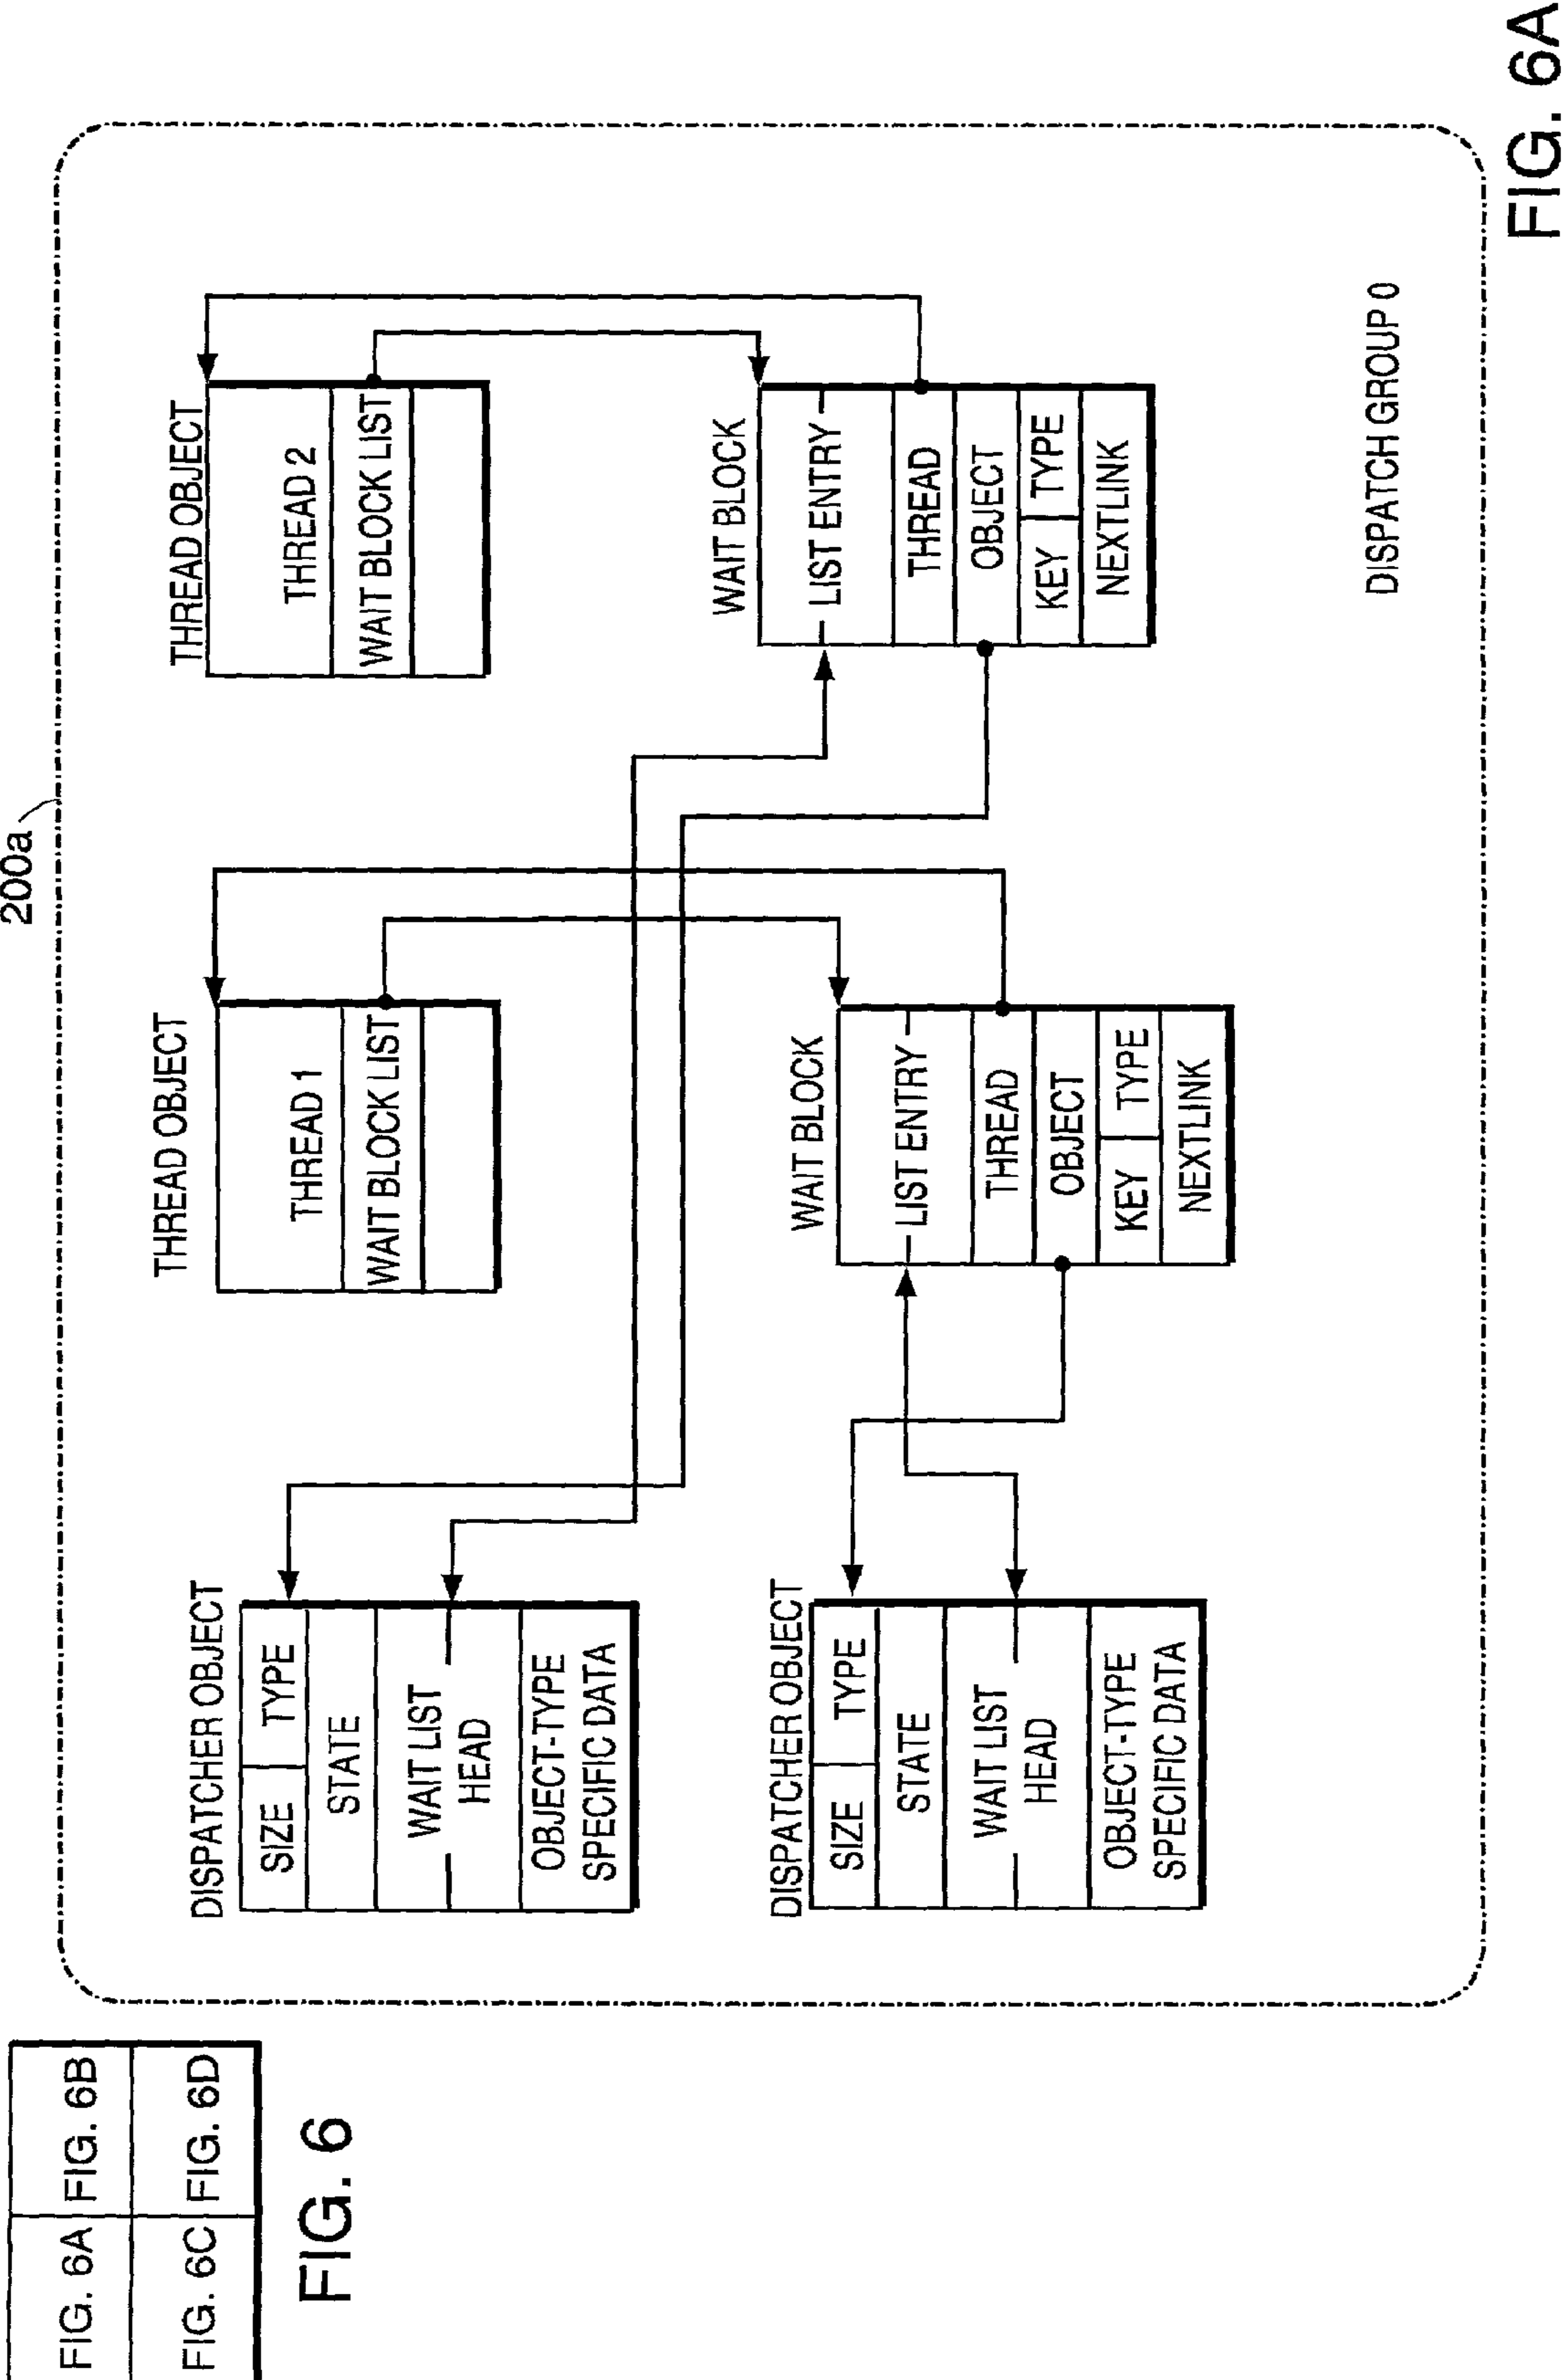 FIG. 6A FIG. 6B
FIG. 6C FIG. 6D
FIG. 6
200a
DISPATCHER OBJECT
SIZE TYPE
STATE
WAIT LIST
HEAD
OBJECT-TYPE
SPECIFIC DATA
THREAD OBJECT
THREAD 1
WAIT BLOCK LIST
THREAD OBJECT
THREAD 2
WAIT BLOCK LIST
DISPATCHER OBJECT
SIZE TYPE
STATE
WAIT LIST
HEAD
OBJECT-TYPE
SPECIFIC DATA
WAIT BLOCK
LIST ENTRY
THREAD
OBJECT
KEY TYPE
NEXTLINK
WAIT BLOCK
LIST ENTRY
THREAD
OBJECT
KEY TYPE
NEXTLINK
DISPATCH GROUP 0
FIG. 6A